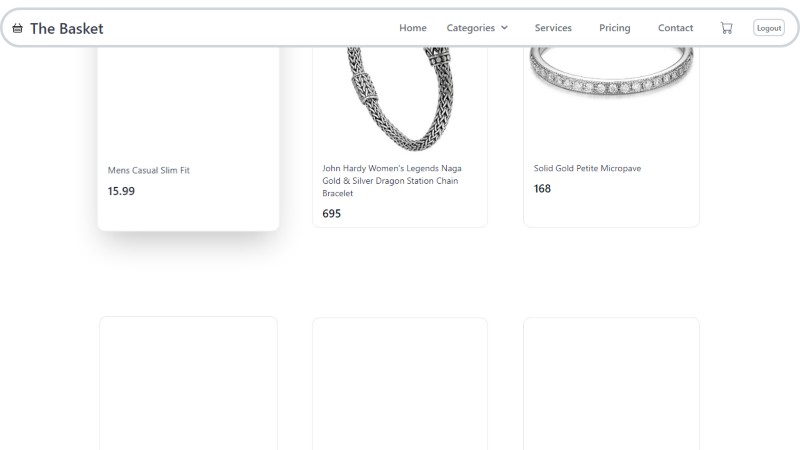 The Basket
Home
Categories
Services
Pricing
Contact
Logout
Mens Casual Slim Fit
15.99
John Hardy Women's Legends Naga
Gold & Silver Dragon Station Chain
Bracelet
695
Solid Gold Petite Micropave
168